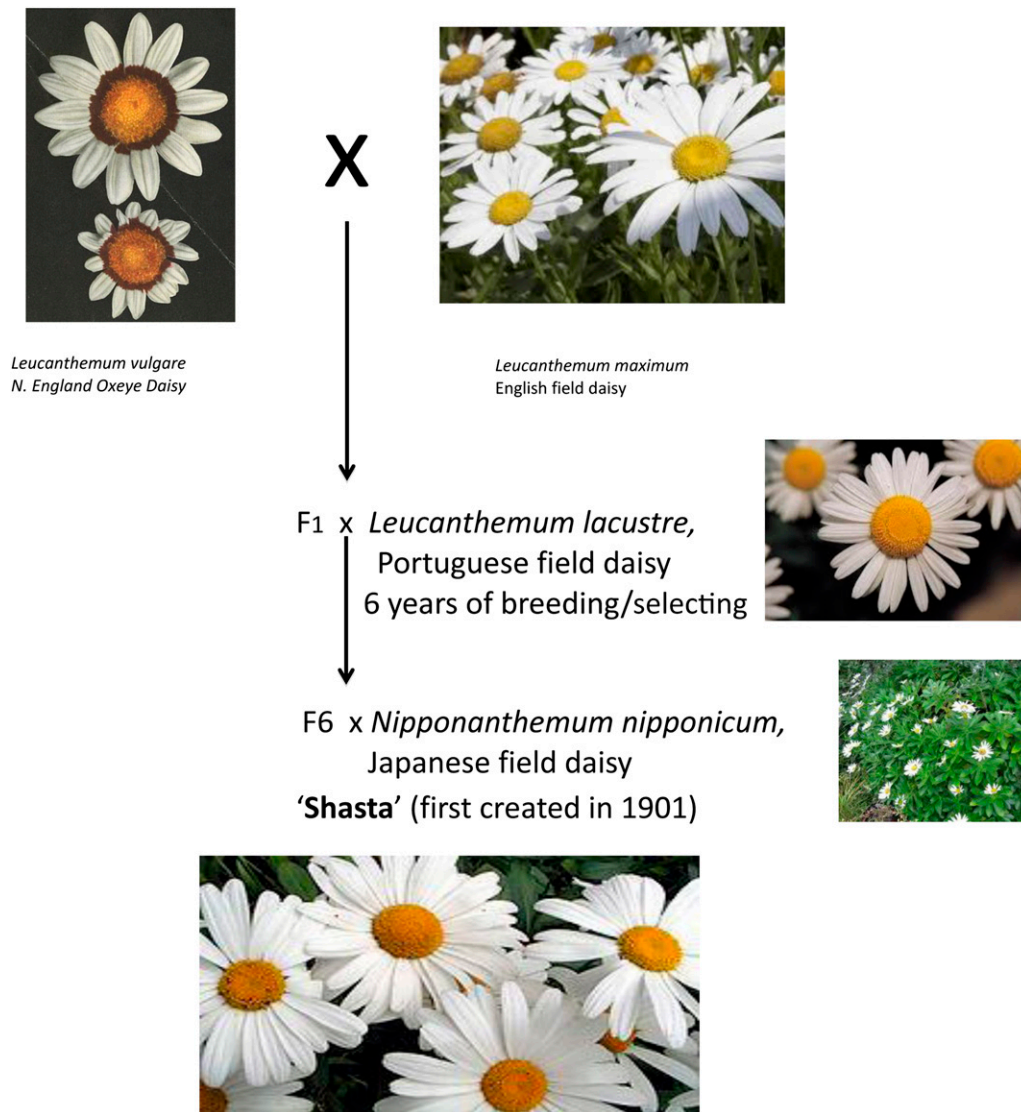 X
Leucanthemum vulgare
N. England Oxeye Daisy
Leucanthemum maximum
English field daisy
F1 x Leucanthemum lacustre,
Portuguese field daisy
6 years of breeding/selecting
F6 x Nipponanthemum nipponicum,
Japanese field daisy
‘Shasta’ (first created in 1901)